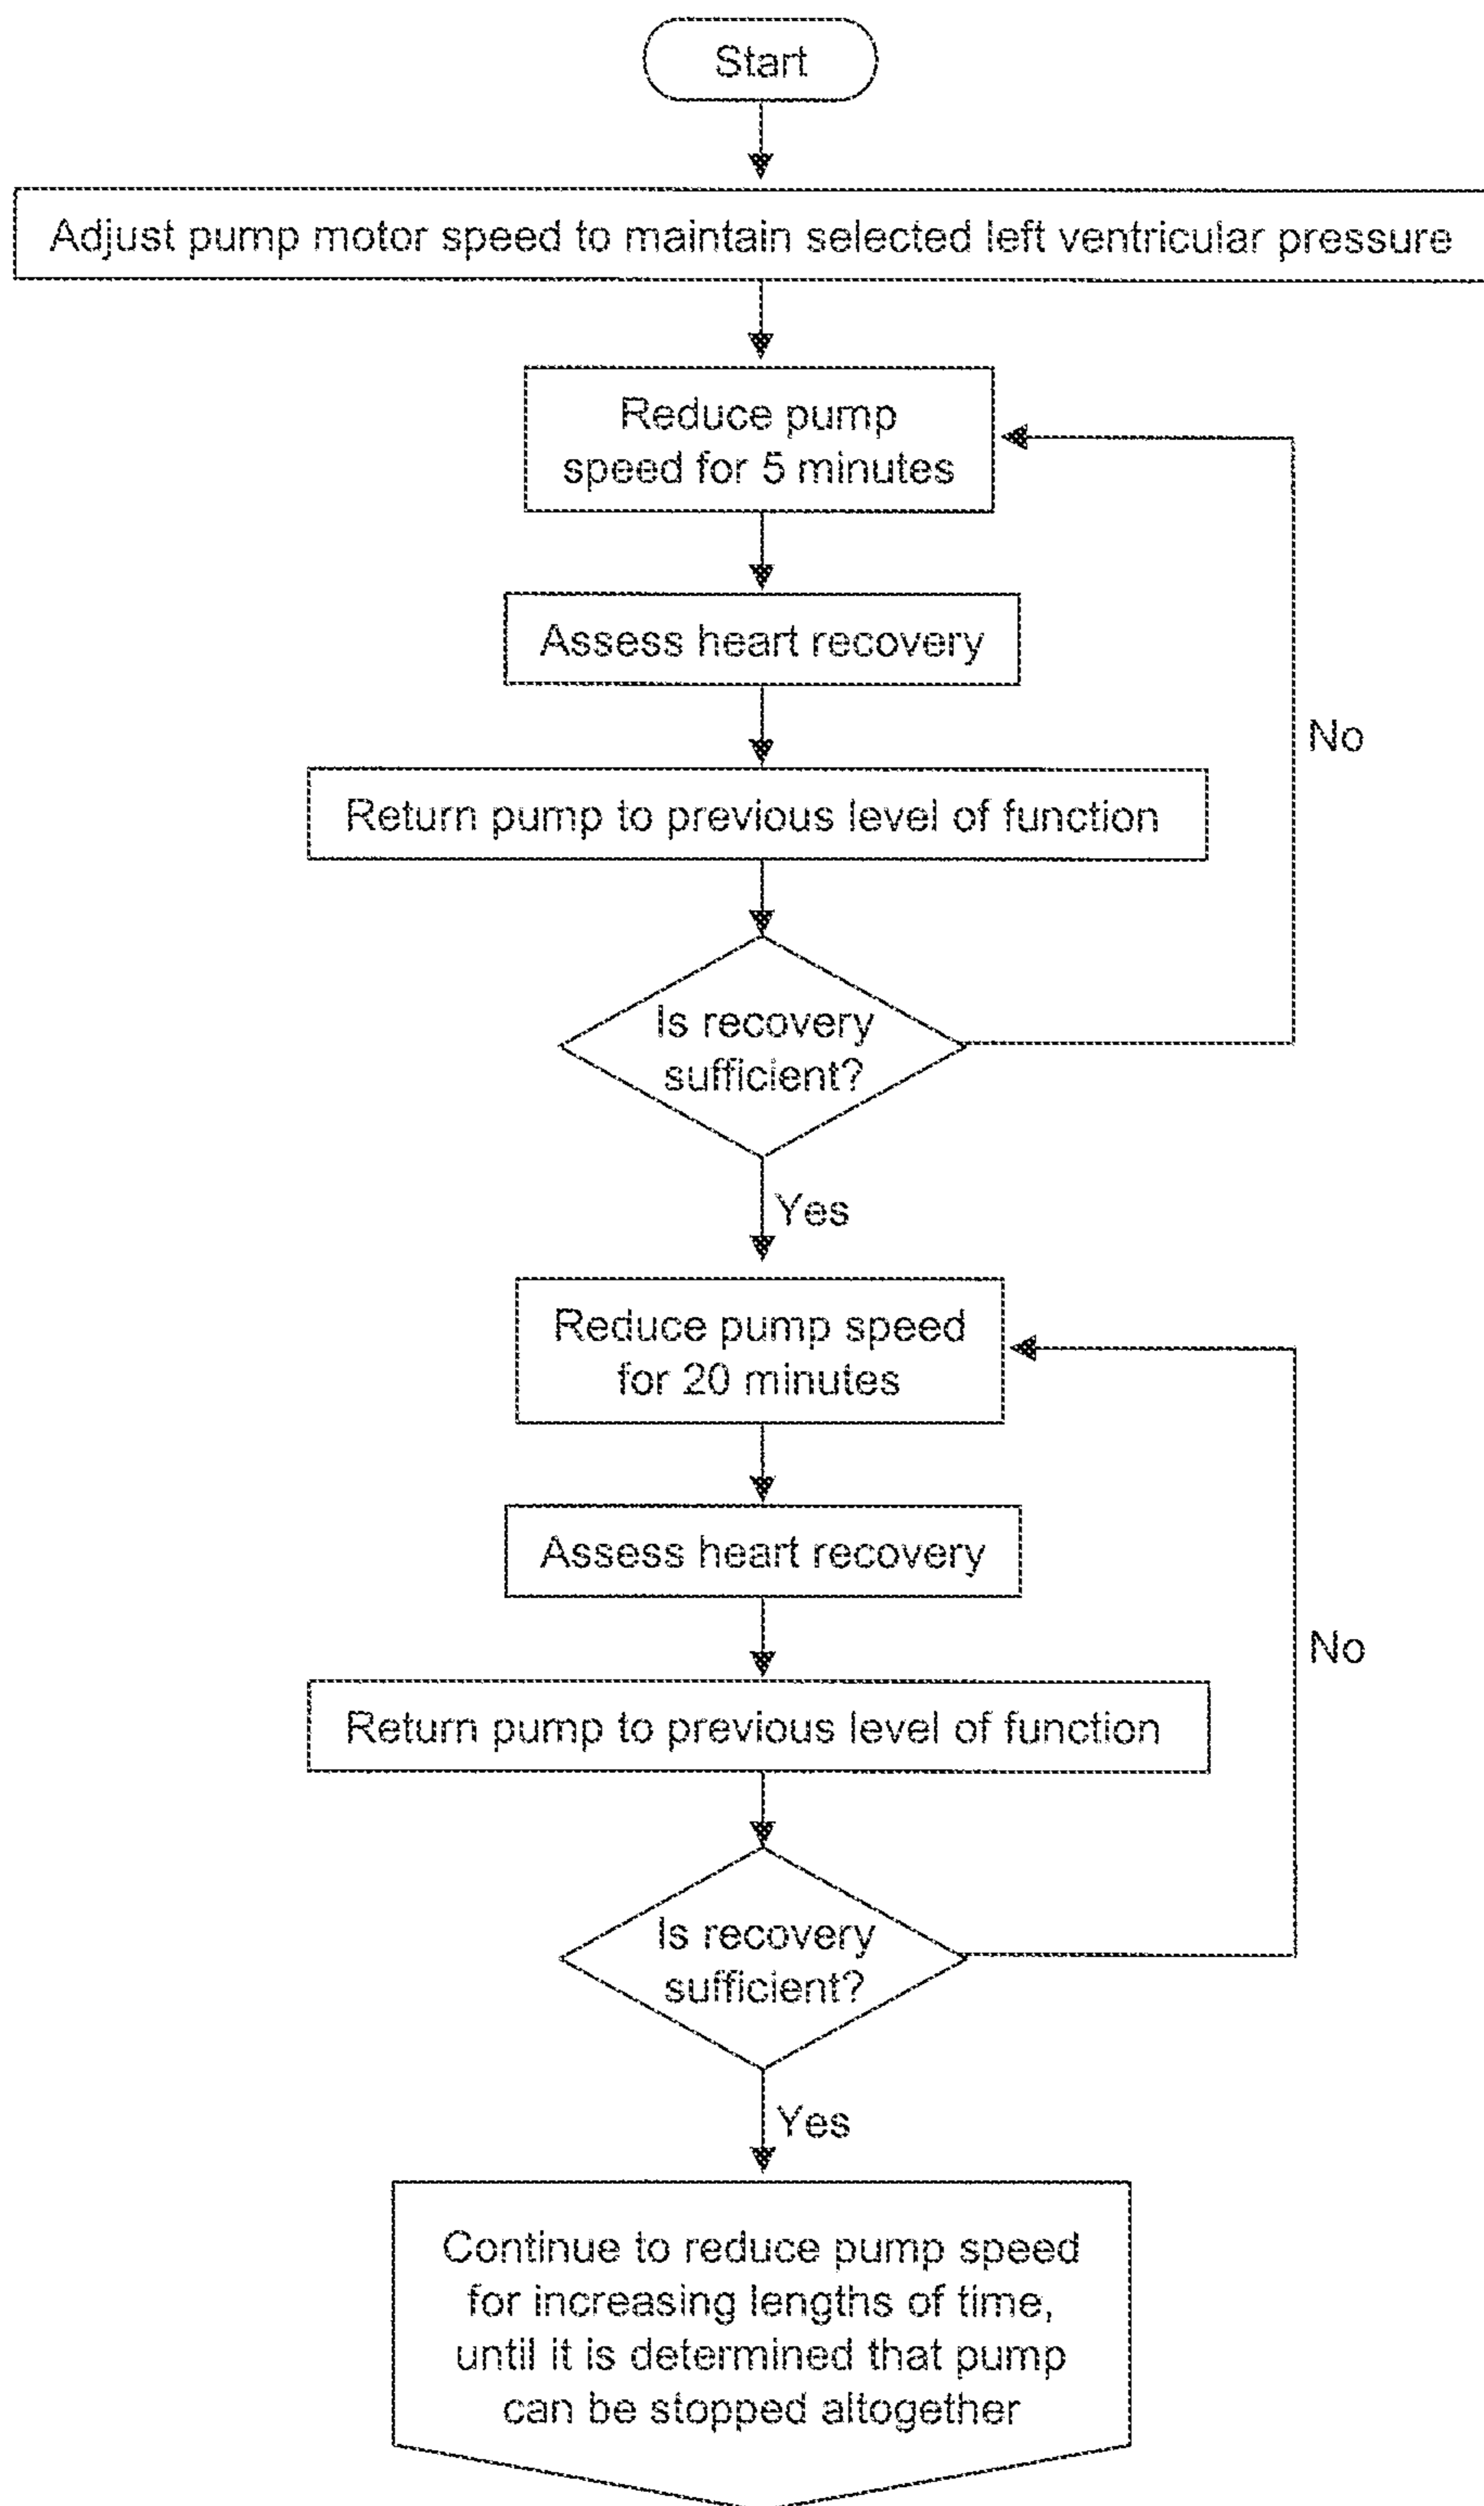 Start
Adjust pump motor speed to maintain selected left ventricular pressure
Reduce pump
speed for 5 minutes
Assess heart recovery
No
Return pump to previous level of function
Is recovery
sufficient?
Yes
Reduce pump speed
for 20 minutes
Assess heart recovery
No
Return pump to previous level of function
Is recovery
sufficient?
Yes
Continue to reduce pump speed
for increasing lengths of time,
until it is determined that pump
can be stopped altogether